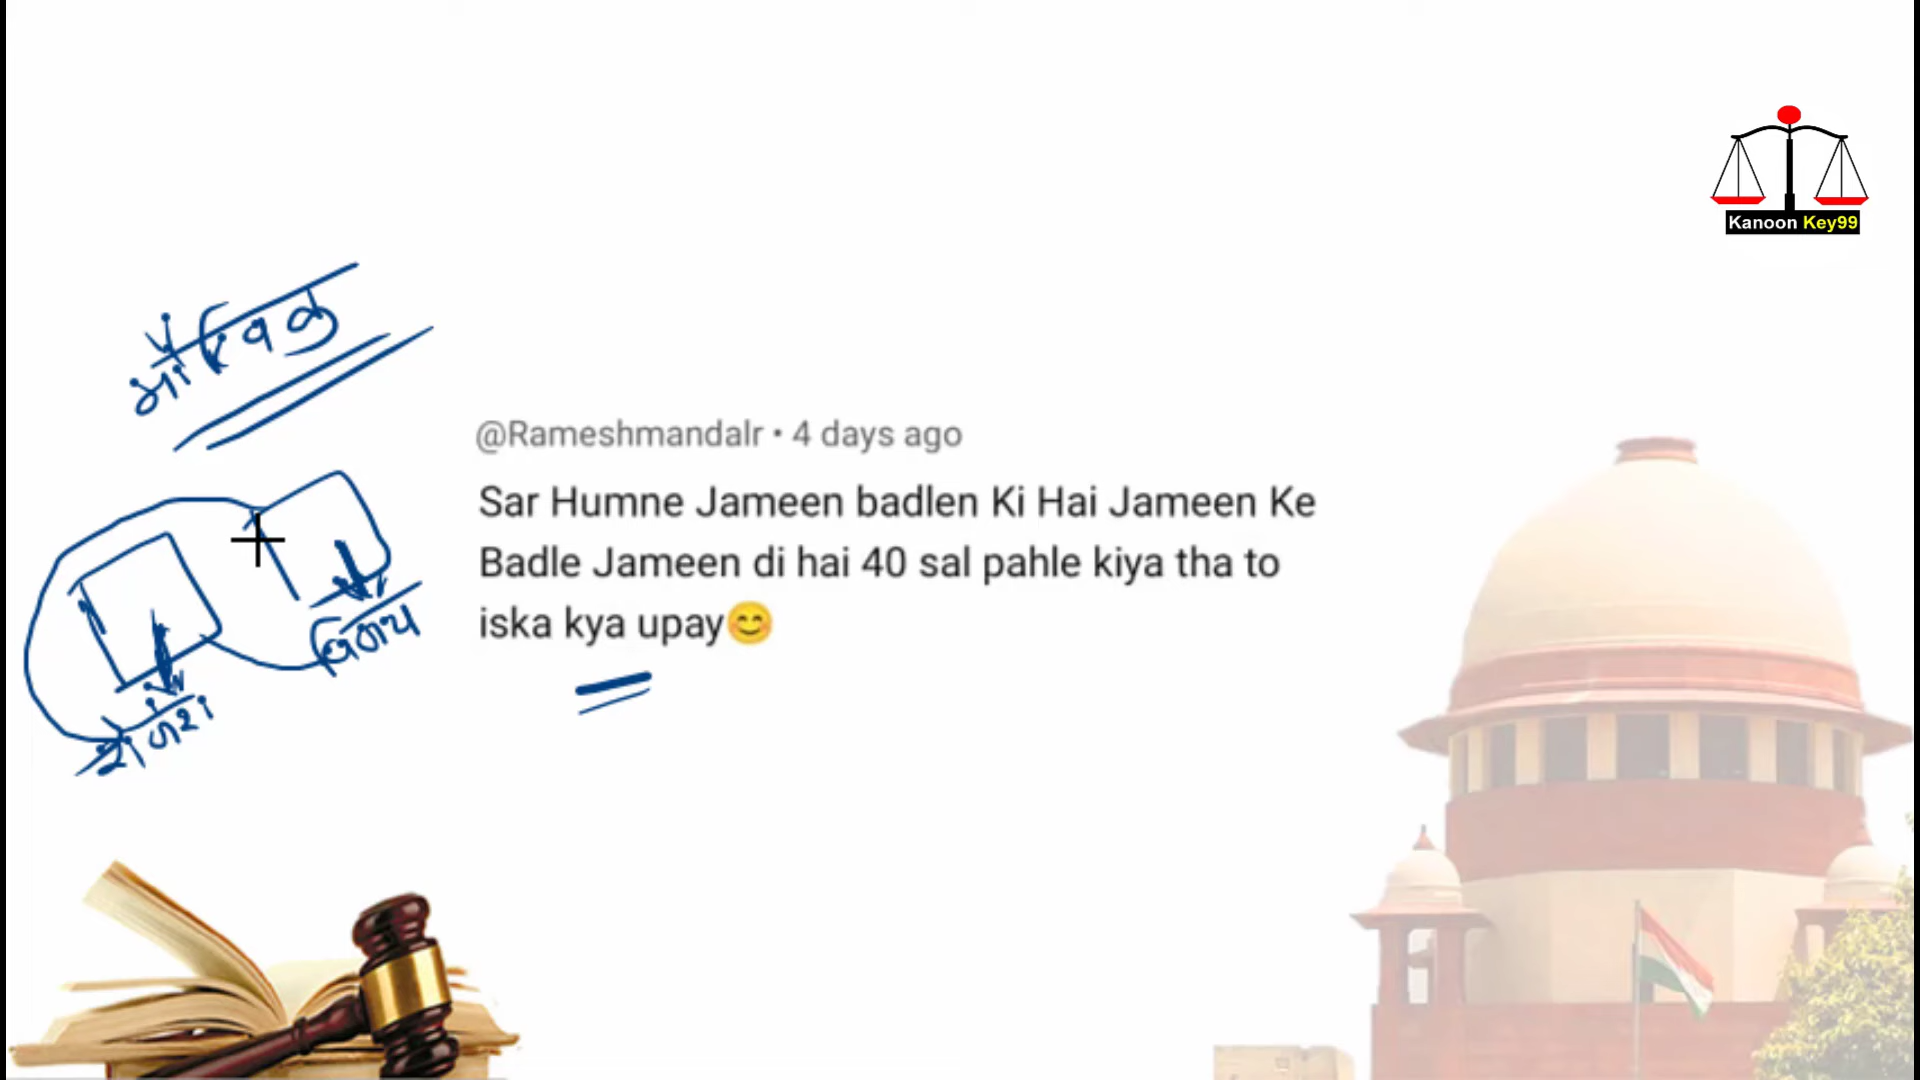 Kanoon Key99
मौखिक
@Rameshmandalr • 4 days ago
Sar Humne Jameen badlen Ki Hai Jameen Ke
Badle Jameen di hai 40 sal pahle kiya tha to
iska kya upay😊
विजय